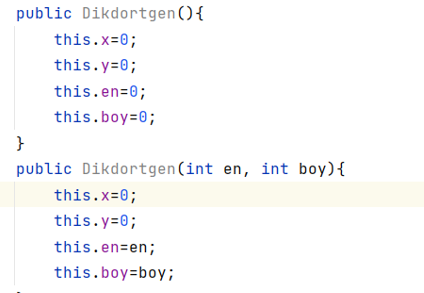 public Dikdortgen(){
this.x=0;
this.y=0;
this.en=0;
this.boy=0;
}
public Dikdortgen(int en, int boy){
this.x=0;
this.y=0;
this.en=en;
this.boy=boy;